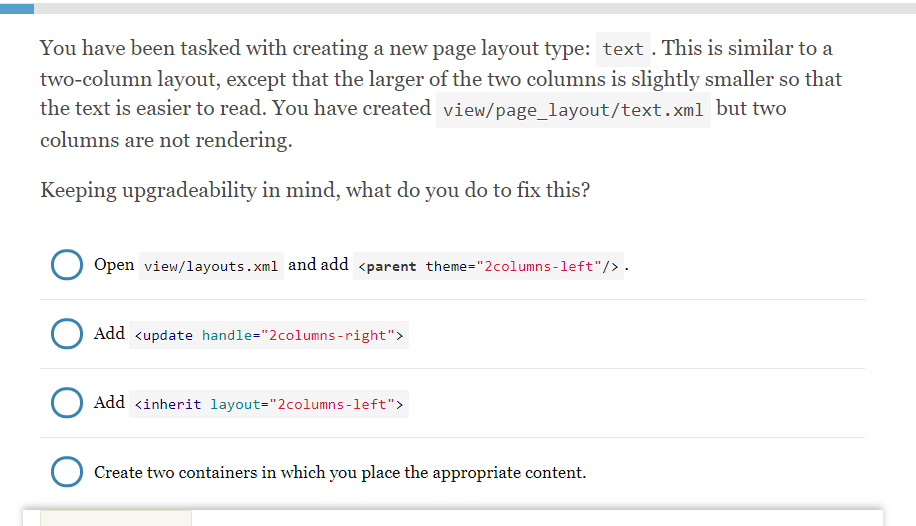 You have been tasked with creating a new page layout type: text. This is similar to a
two-column layout, except that the larger of the two columns is slightly smaller so that
the text is easier to read. You have created view/page_layout/text.xml but two
columns are not rendering.
Keeping upgradeability in mind, what do you do to fix this?
Open view/layouts.xml and add <parent theme="2columns-left"/>.
Add <update handle="2columns-right">
Add <inherit layout="2columns-left">
Create two containers in which you place the appropriate content.